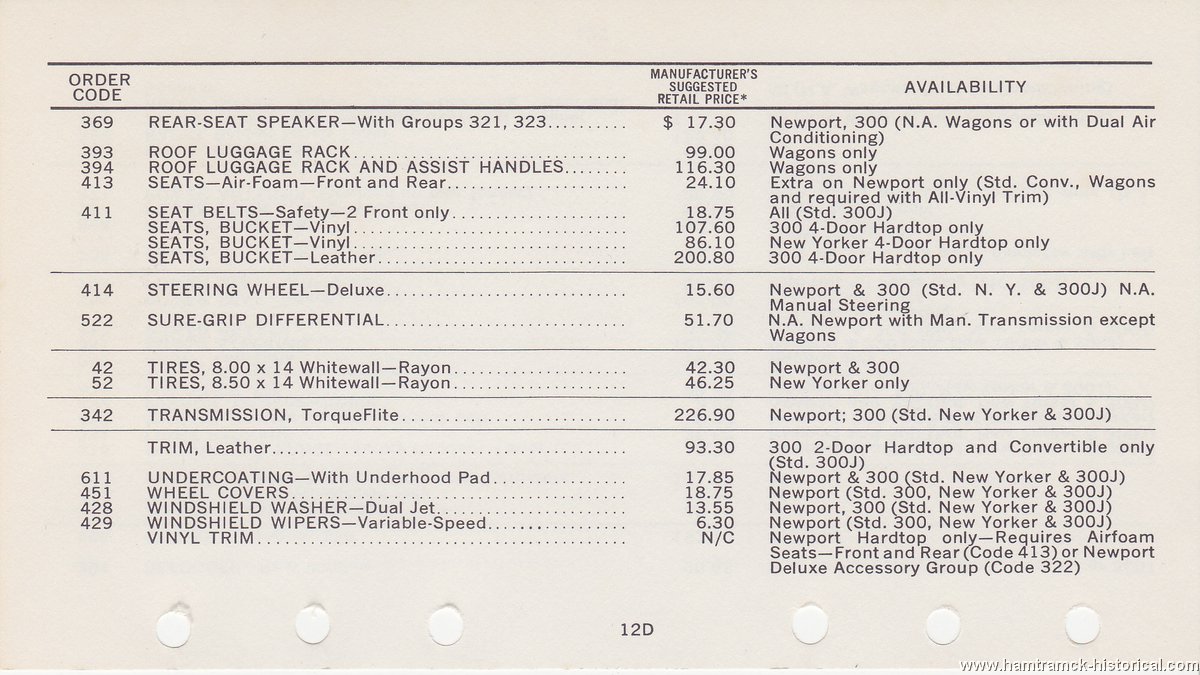 ORDER CODE MANUFACTURER'S SUGGESTED RETAIL PRICE* AVAILABILITY
369 REAR-SEAT SPEAKER—With Groups 321, 323.......... $ 17.30 Newport, 300 (N.A. Wagons or with Dual Air
Conditioning)
393 ROOF LUGGAGE RACK.......................... 99.00 Wagons only
394 ROOF LUGGAGE RACK AND ASSIST HANDLES........ 116.30 Wagons only
413 SEATS—Air-Foam—Front and Rear................... 24.10 Extra on Newport only (Std. Conv., Wagons
and required with All-Vinyl Trim)
411 SEAT BELTS—Safety—2 Front only................... 18.75 All (Std. 300J)
SEATS, BUCKET—Vinyl............................ 107.60 300 4-Door Hardtop only
SEATS, BUCKET—Vinyl............................ 86.10 New Yorker 4-Door Hardtop only
SEATS, BUCKET—Leather.......................... 200.80 300 4-Door Hardtop only
414 STEERING WHEEL—Deluxe......................... 15.60 Newport & 300 (Std. N. Y. & 300J) N.A.
Manual Steering
522 SURE-GRIP DIFFERENTIAL......................... 51.70 N.A. Newport with Man. Transmission except
Wagons
42 TIRES, 8.00 x 14 Whitewall—Rayon................... 42.30 Newport & 300
52 TIRES, 8.50 x 14 Whitewall—Rayon................... 46.25 New Yorker only
342 TRANSMISSION, TorqueFlite........................ 226.90 Newport; 300 (Std. New Yorker & 300J)
TRIM, Leather..................................... 93.30 300 2-Door Hardtop and Convertible only
(Std. 300J)
611 UNDERCOATING—With Underhood Pad.............. 17.85 Newport & 300 (Std. New Yorker & 300J)
451 WHEEL COVERS................................... 18.75 Newport (Std. 300, New Yorker & 300J)
428 WINDSHIELD WASHER—Dual Jet.................... 13.55 Newport, 300 (Std. New Yorker & 300J)
429 WINDSHIELD WIPERS—Variable-Speed............... 6.30 Newport (Std. 300, New Yorker & 300J)
VINYL TRIM...................................... N/C Newport Hardtop only—Requires Airfoam
Seats—Front and Rear (Code 413) or Newport
Deluxe Accessory Group (Code 322)
12D
www.hamtramck-historical.com